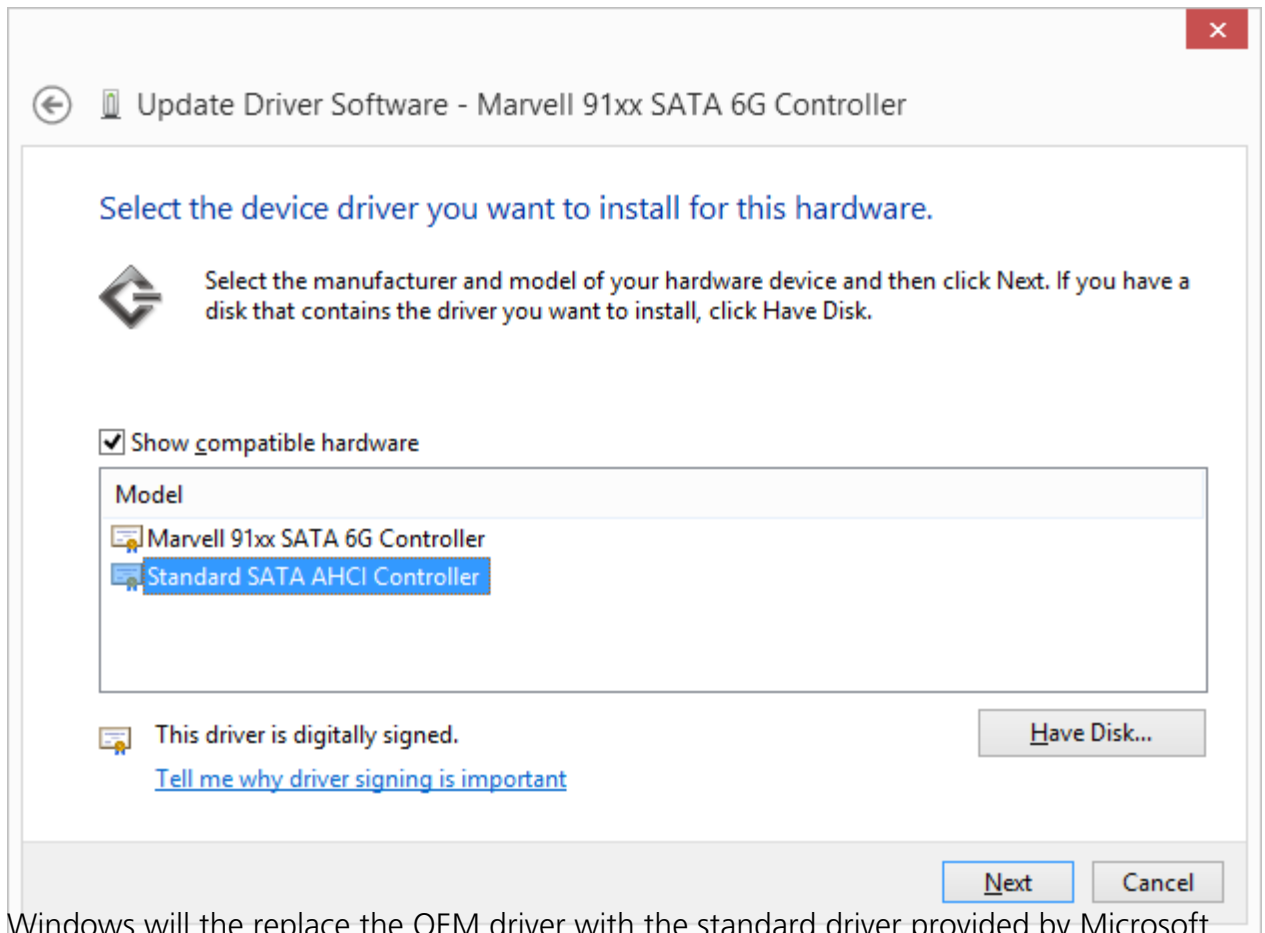 Update Driver Software - Marvell 91xx SATA 6G Controller
Select the device driver you want to install for this hardware.
Select the manufacturer and model of your hardware device and then click Next. If you have a
disk that contains the driver you want to install, click Have Disk.
Show compatible hardware
Model
Marvell 91xx SATA 6G Controller
Standard SATA AHCI Controller
This driver is digitally signed.
Have Disk...
Tell me why driver signing is important
Next
Cancel
Windows will the replace the OEM driver with the standard driver provided by Microsoft